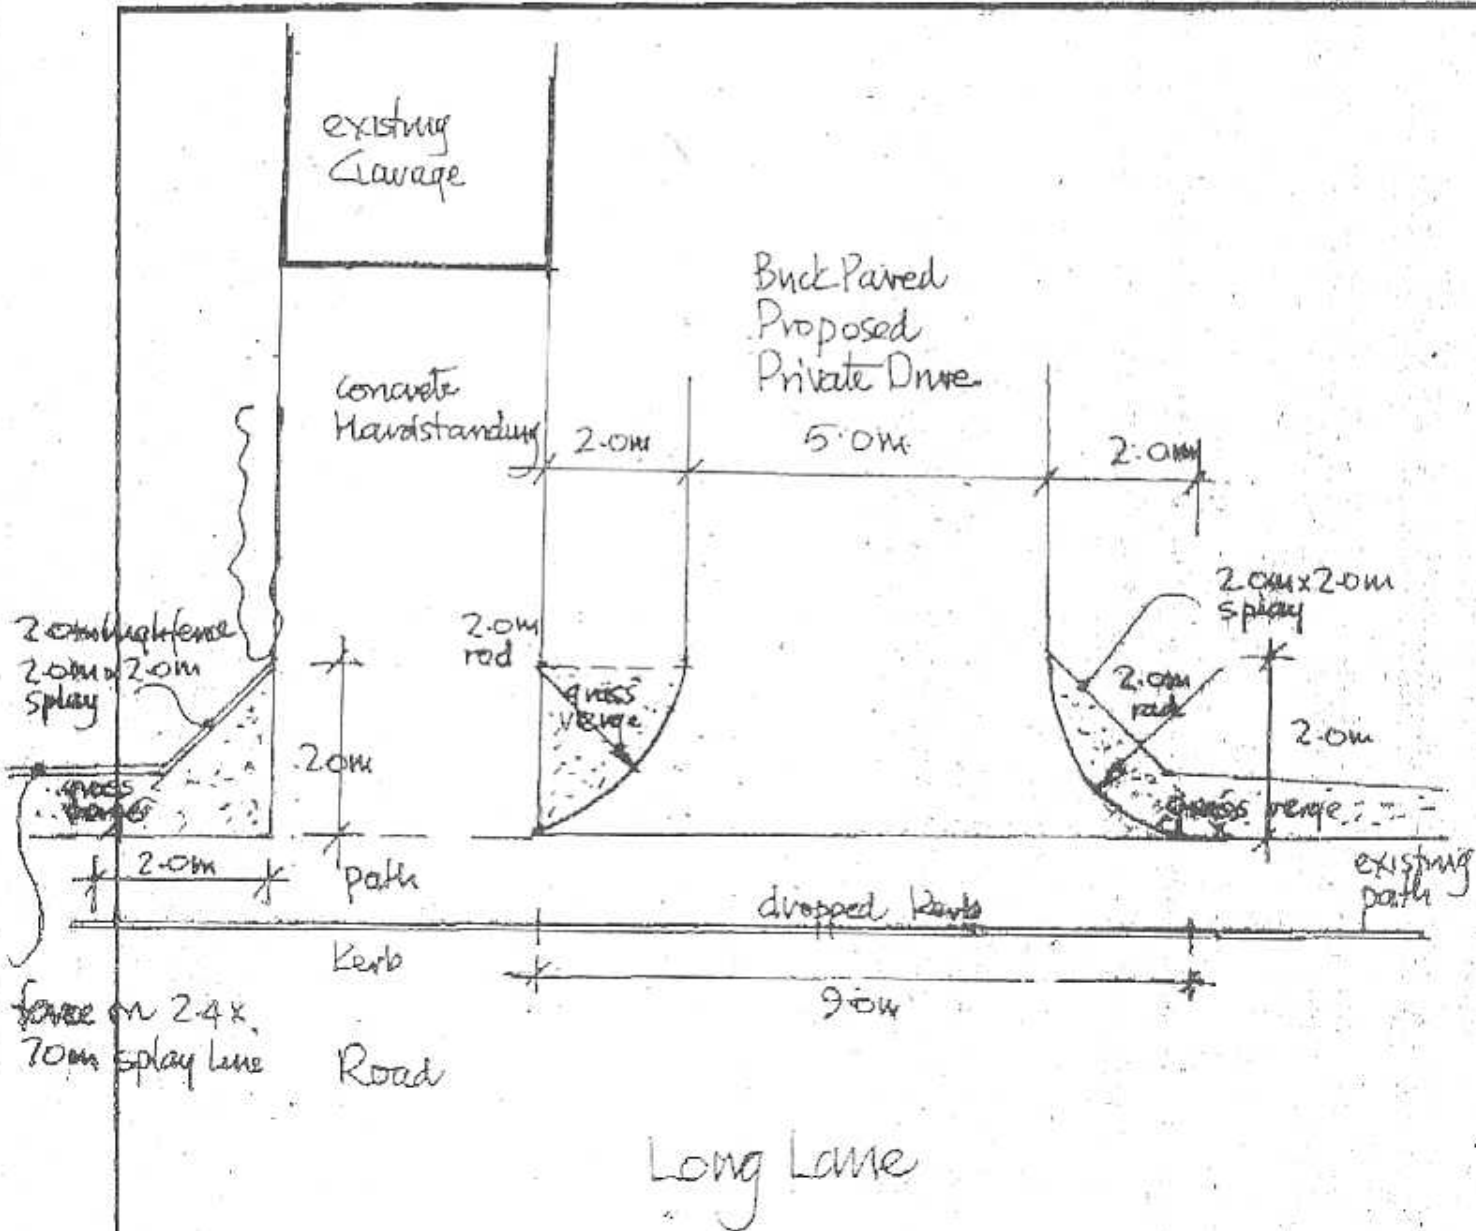 existing
Garage
Brick Paved
Proposed
Private Drive
concrete
Hardstanding
2.0m
5.0m
2.0m
2.0m x 2.0m
splay
2.0m high fence
2.0m x 2.0m
splay
2.0m
rad
grass
verge
2.0m
rad
2.0m
2.0m
grass
verge
grass verge
2.0m
path
existing
path
dropped kerb
Kerb
9.0m
fence on 2.4 x
70m splay line
Road
Long Lane